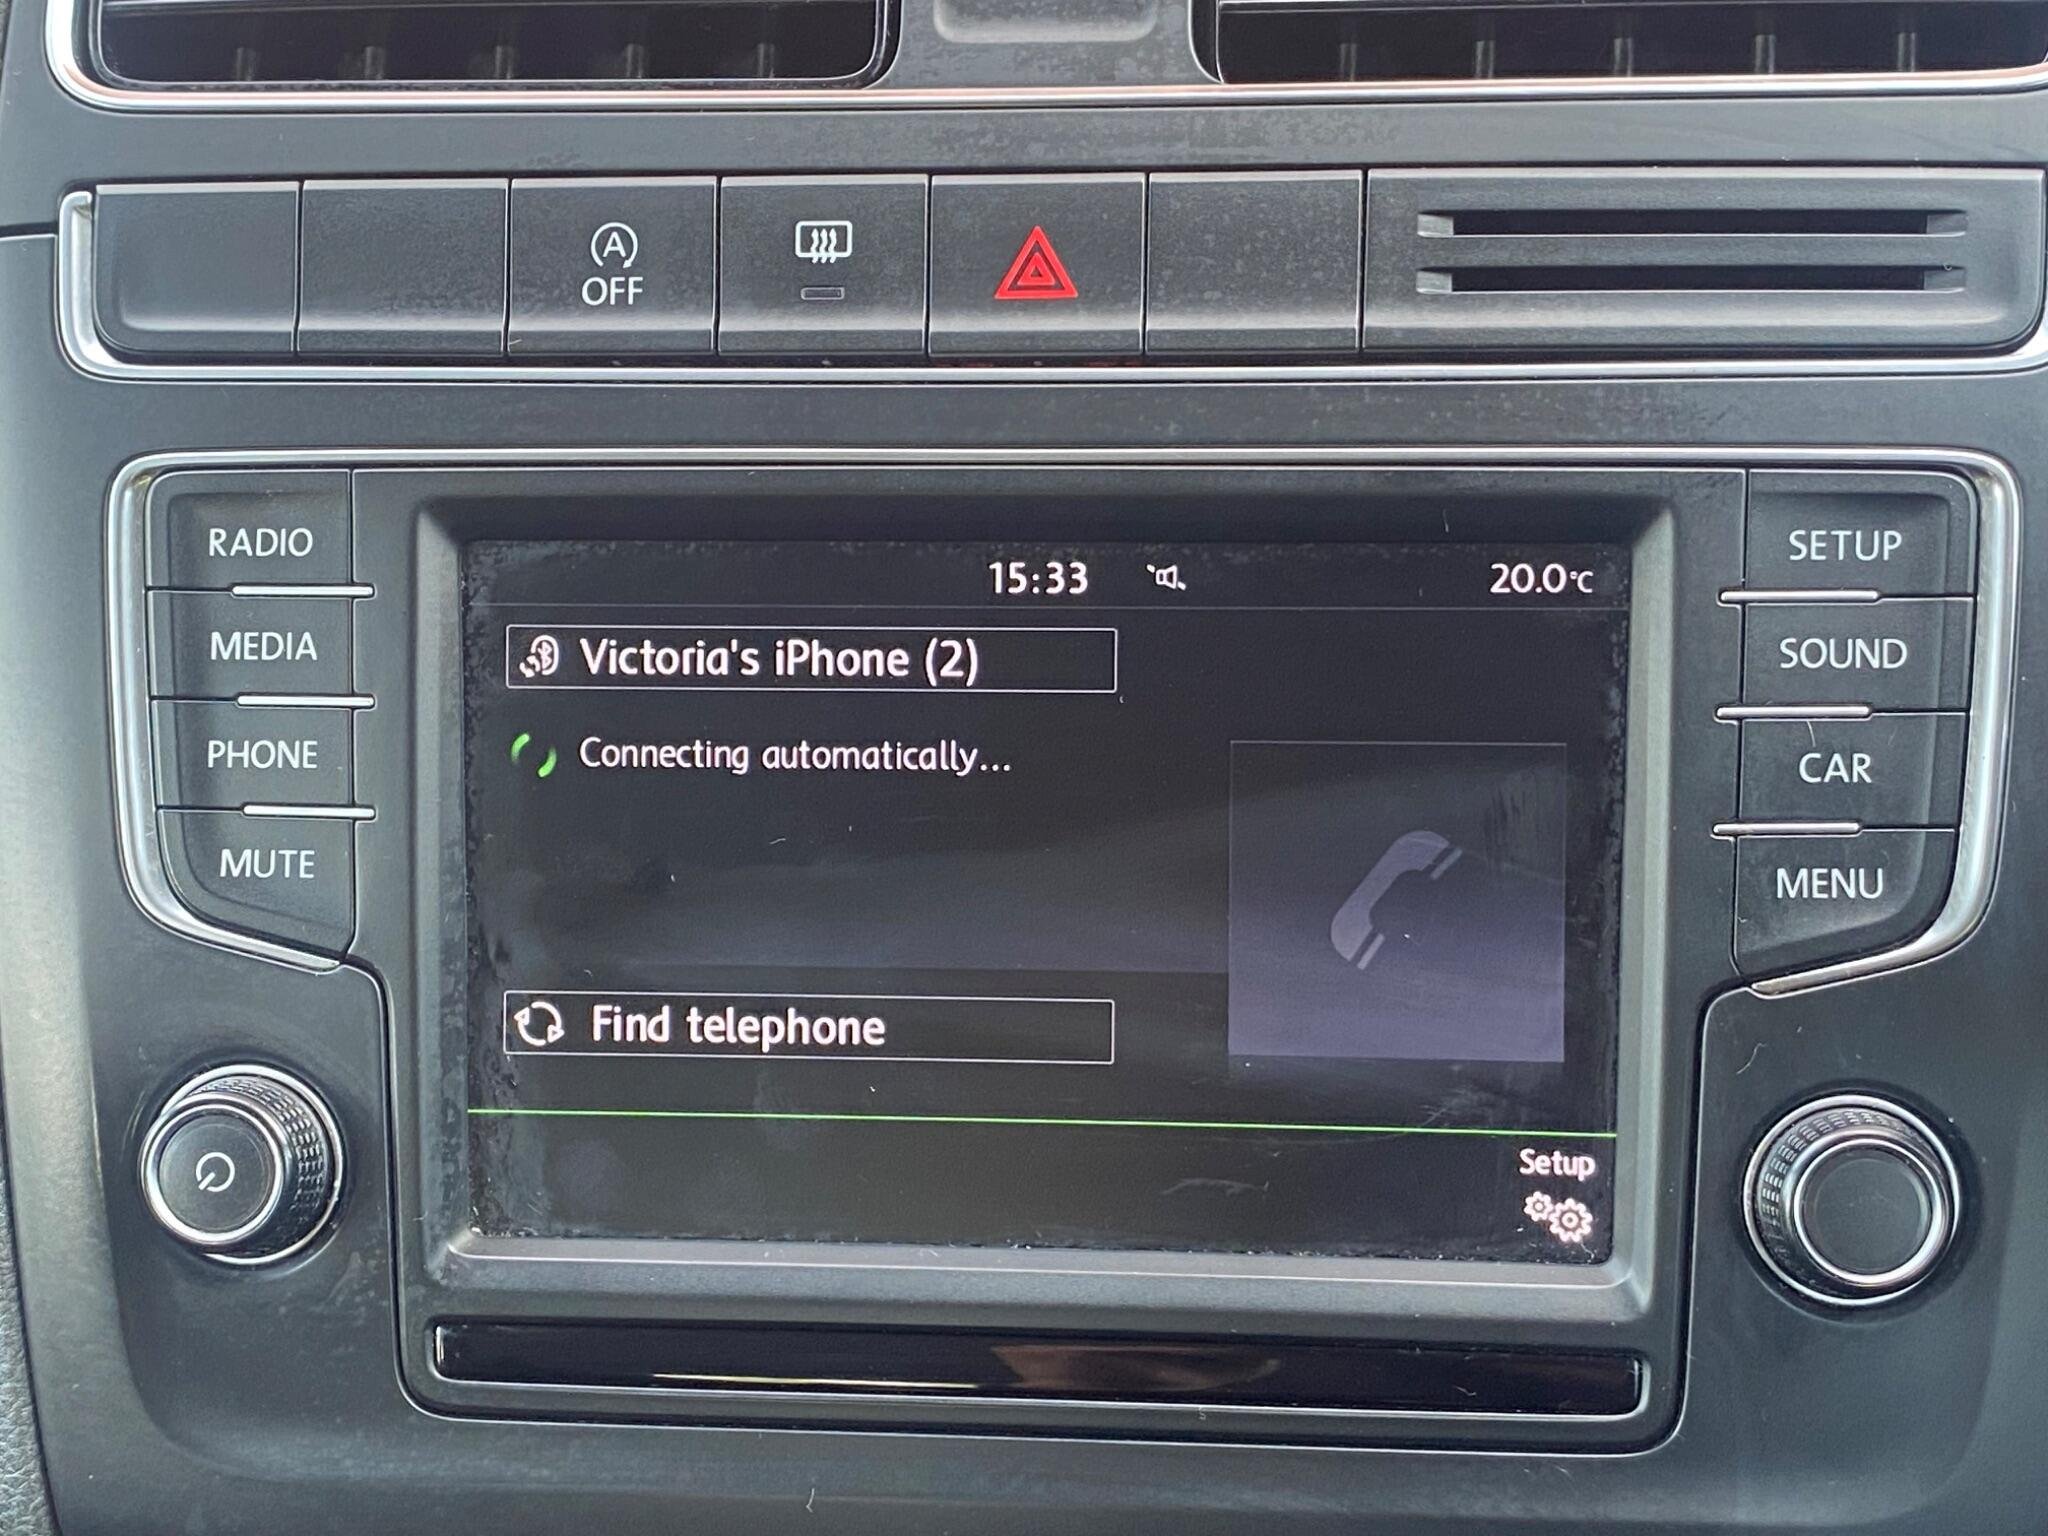 A
OFF
RADIO
MEDIA
PHONE
MUTE
15:33
20.0°C
Victoria's iPhone (2)
Connecting automatically...
Find telephone
Setup
SETUP
SOUND
CAR
MENU